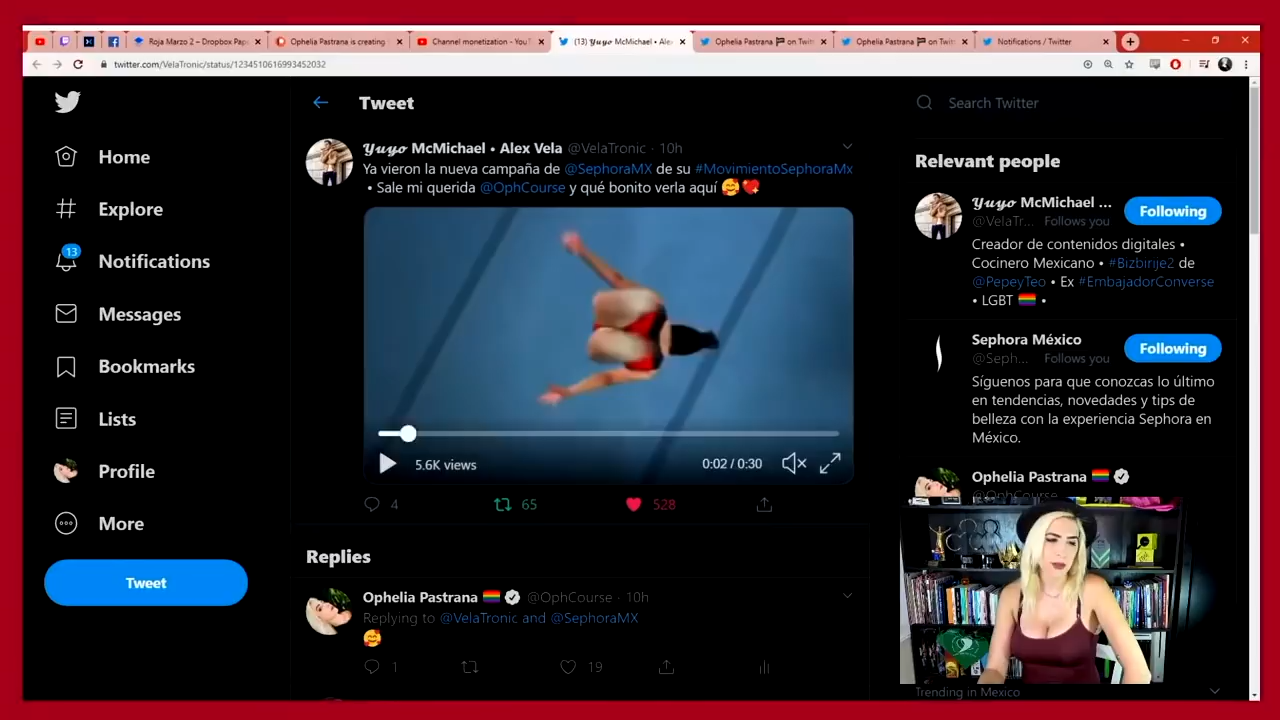 Roja Marzo 2 – Dropbox Pap
Ophelia Pastrana is creating
Channel monetization - You
(13) 𝒴𝓊𝓎𝑜 McMichael • Alex
Ophelia Pastrana 🏴 on Twit
Ophelia Pastrana 🏴 on Twit
Notifications / Twitter
twitter.com/VelaTronic/status/1234510616993452032
Home
Explore
13
Notifications
Messages
Bookmarks
Lists
Profile
More
Tweet
Tweet
𝒴𝓊𝓎𝑜 McMichael • Alex Vela @VelaTronic · 10h
Ya vieron la nueva campaña de @SephoraMX de su #MovimientoSephoraMx
• Sale mi querida @OphCourse y qué bonito verla aquí 🥰💖
5.6K views
0:02 / 0:30
4
65
528
Replies
Ophelia Pastrana 🏳️‍🌈 @OphCourse · 10h
Replying to @VelaTronic and @SephoraMX
🥰
1
19
Search Twitter
Relevant people
𝒴𝓊𝓎𝑜 McMichael ...
@VelaTr... Follows you
Following
Creador de contenidos digitales •
Cocinero Mexicano • #Bizbirije2 de
@PepeyTeo • Ex #EmbajadorConverse
• LGBT 🏳️‍🌈 •
Sephora México
@Seph... Follows you
Following
Síguenos para que conozcas lo último
en tendencias, novedades y tips de
belleza con la experiencia Sephora en
México.
Ophelia Pastrana 🏳️‍🌈
@OphCourse
Trending in Mexico